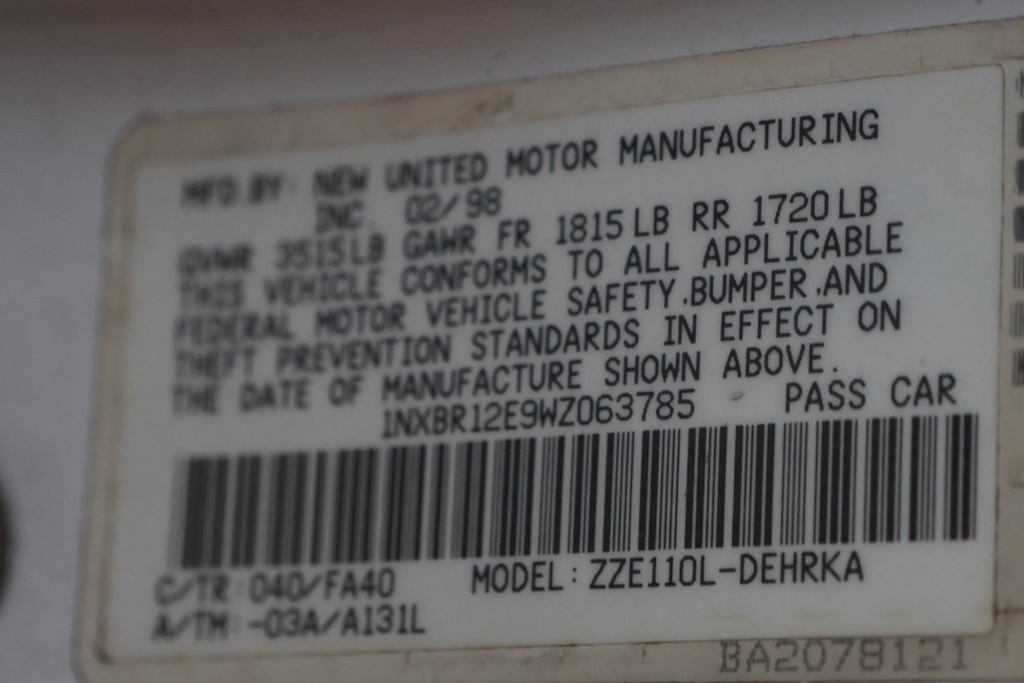 MFD.BY: NEW UNITED MOTOR MANUFACTURING
INC. 02/98
GVWR 3515LB GAWR FR 1815LB RR 1720LB
THIS VEHICLE CONFORMS TO ALL APPLICABLE
FEDERAL MOTOR VEHICLE SAFETY,BUMPER,AND
THEFT PREVENTION STANDARDS IN EFFECT ON
THE DATE OF MANUFACTURE SHOWN ABOVE.
1NXBR12E9WZ063785 PASS CAR
C/TR:040/FA40 MODEL:ZZE110L-DEHRKA
A/TM:-03A/A131L
BA2078121